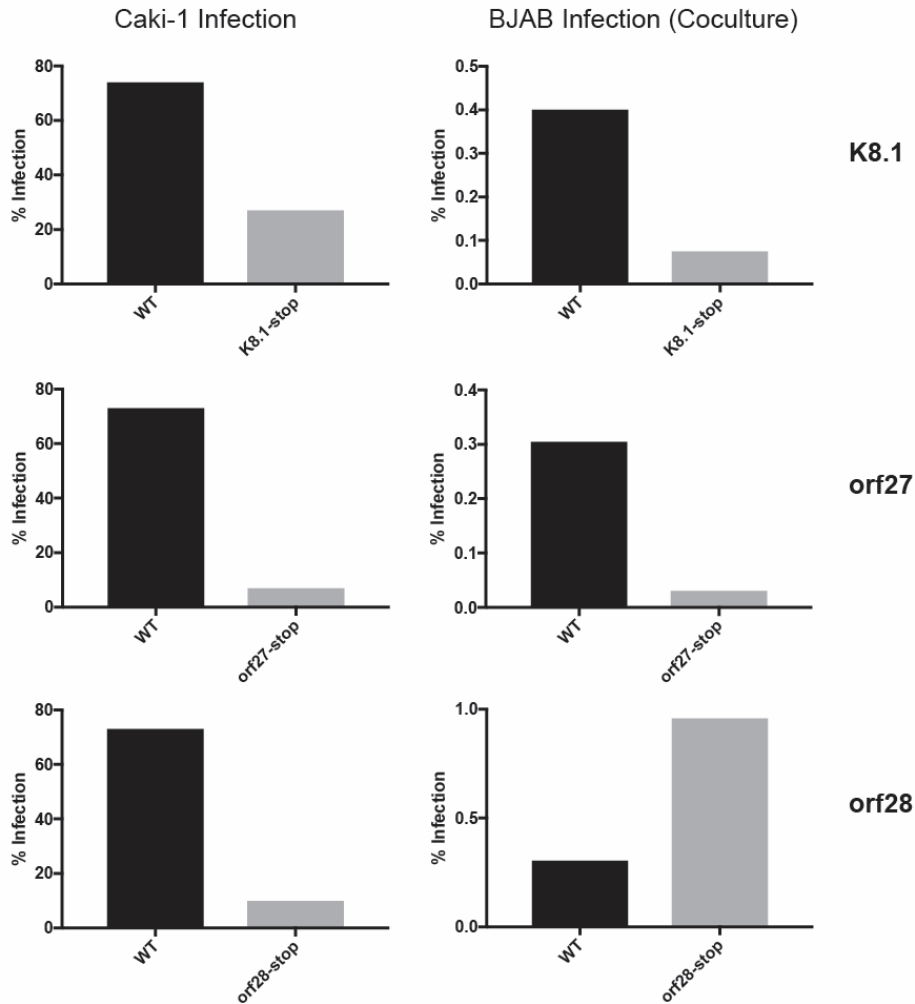 Caki-1 Infection
BJAB Infection (Coculture)
% Infection
80
60
40
20
0
WT
K8.1-stop
% Infection
0.5
0.4
0.3
0.2
0.1
0.0
WT
K8.1-stop
K8.1
% Infection
80
60
40
20
0
WT
orf27-stop
% Infection
0.4
0.3
0.2
0.1
0.0
WT
orf27-stop
orf27
% Infection
80
60
40
20
0
WT
orf28-stop
% Infection
1.0
0.5
0.0
WT
orf28-stop
orf28